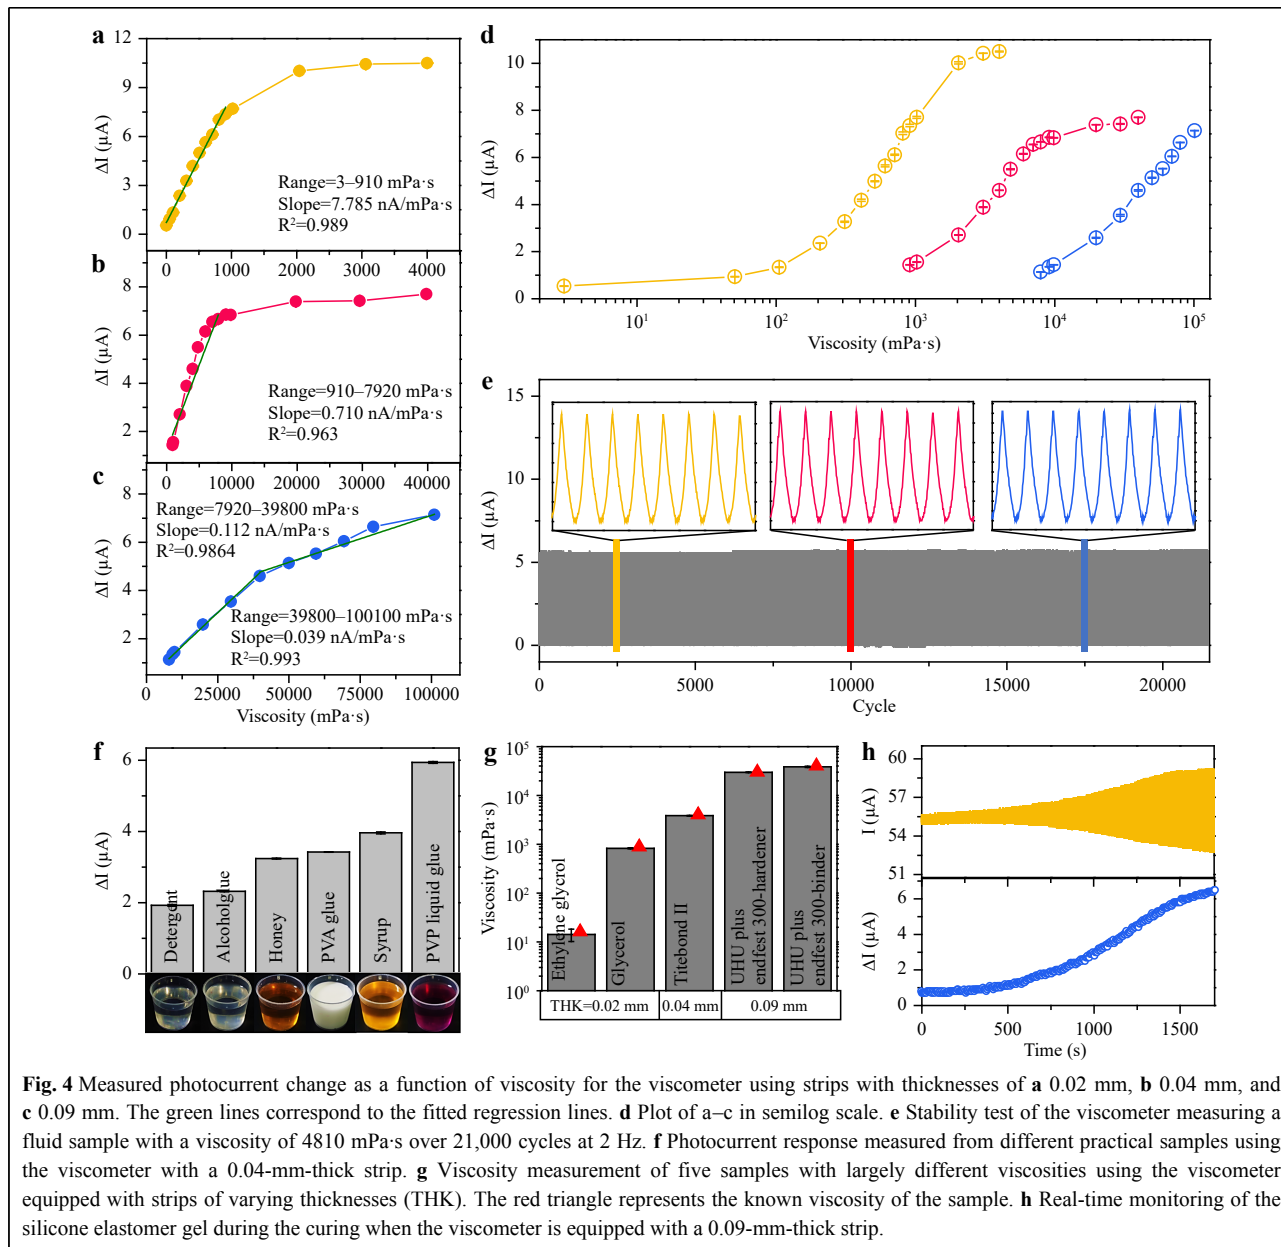 a
12
9
6
3
0
ΔI (μA)
Range=3–910 mPa·s
Slope=7.785 nA/mPa·s
R²=0.989
0 1000 2000 3000 4000
b
8
6
4
2
ΔI (μA)
Range=910–7920 mPa·s
Slope=0.710 nA/mPa·s
R²=0.963
0 10000 20000 30000 40000
c
8
6
4
2
ΔI (μA)
Range=7920–39800 mPa·s
Slope=0.112 nA/mPa·s
R²=0.9864
Range=39800–100100 mPa·s
Slope=0.039 nA/mPa·s
R²=0.993
0 25000 50000 75000 100000
Viscosity (mPa·s)
d
10
8
6
4
2
0
ΔI (μA)
10¹ 10² 10³ 10⁴ 10⁵
Viscosity (mPa·s)
e
15
10
5
0
ΔI (μA)
0 5000 10000 15000 20000
Cycle
f
6
4
2
0
ΔI (μA)
Detergent
Alcoholglue
Honey
PVA glue
Syrup
PVP liquid glue
g
10⁵
10⁴
10³
10²
10¹
10⁰
Viscosity (mPa·s)
Ethylene glycerol
Glycerol
Titebond II
UHU plus
endfest 300-hardener
UHU plus
endfest 300-binder
THK=0.02 mm 0.04 mm 0.09 mm
h
60
57
54
51
I (μA)
6
4
2
0
ΔI (μA)
0 500 1000 1500
Time (s)
Fig. 4 Measured photocurrent change as a function of viscosity for the viscometer using strips with thicknesses of a 0.02 mm, b 0.04 mm, and
c 0.09 mm. The green lines correspond to the fitted regression lines. d Plot of a–c in semilog scale. e Stability test of the viscometer measuring a
fluid sample with a viscosity of 4810 mPa·s over 21,000 cycles at 2 Hz. f Photocurrent response measured from different practical samples using
the viscometer with a 0.04-mm-thick strip. g Viscosity measurement of five samples with largely different viscosities using the viscometer
equipped with strips of varying thicknesses (THK). The red triangle represents the known viscosity of the sample. h Real-time monitoring of the
silicone elastomer gel during the curing when the viscometer is equipped with a 0.09-mm-thick strip.